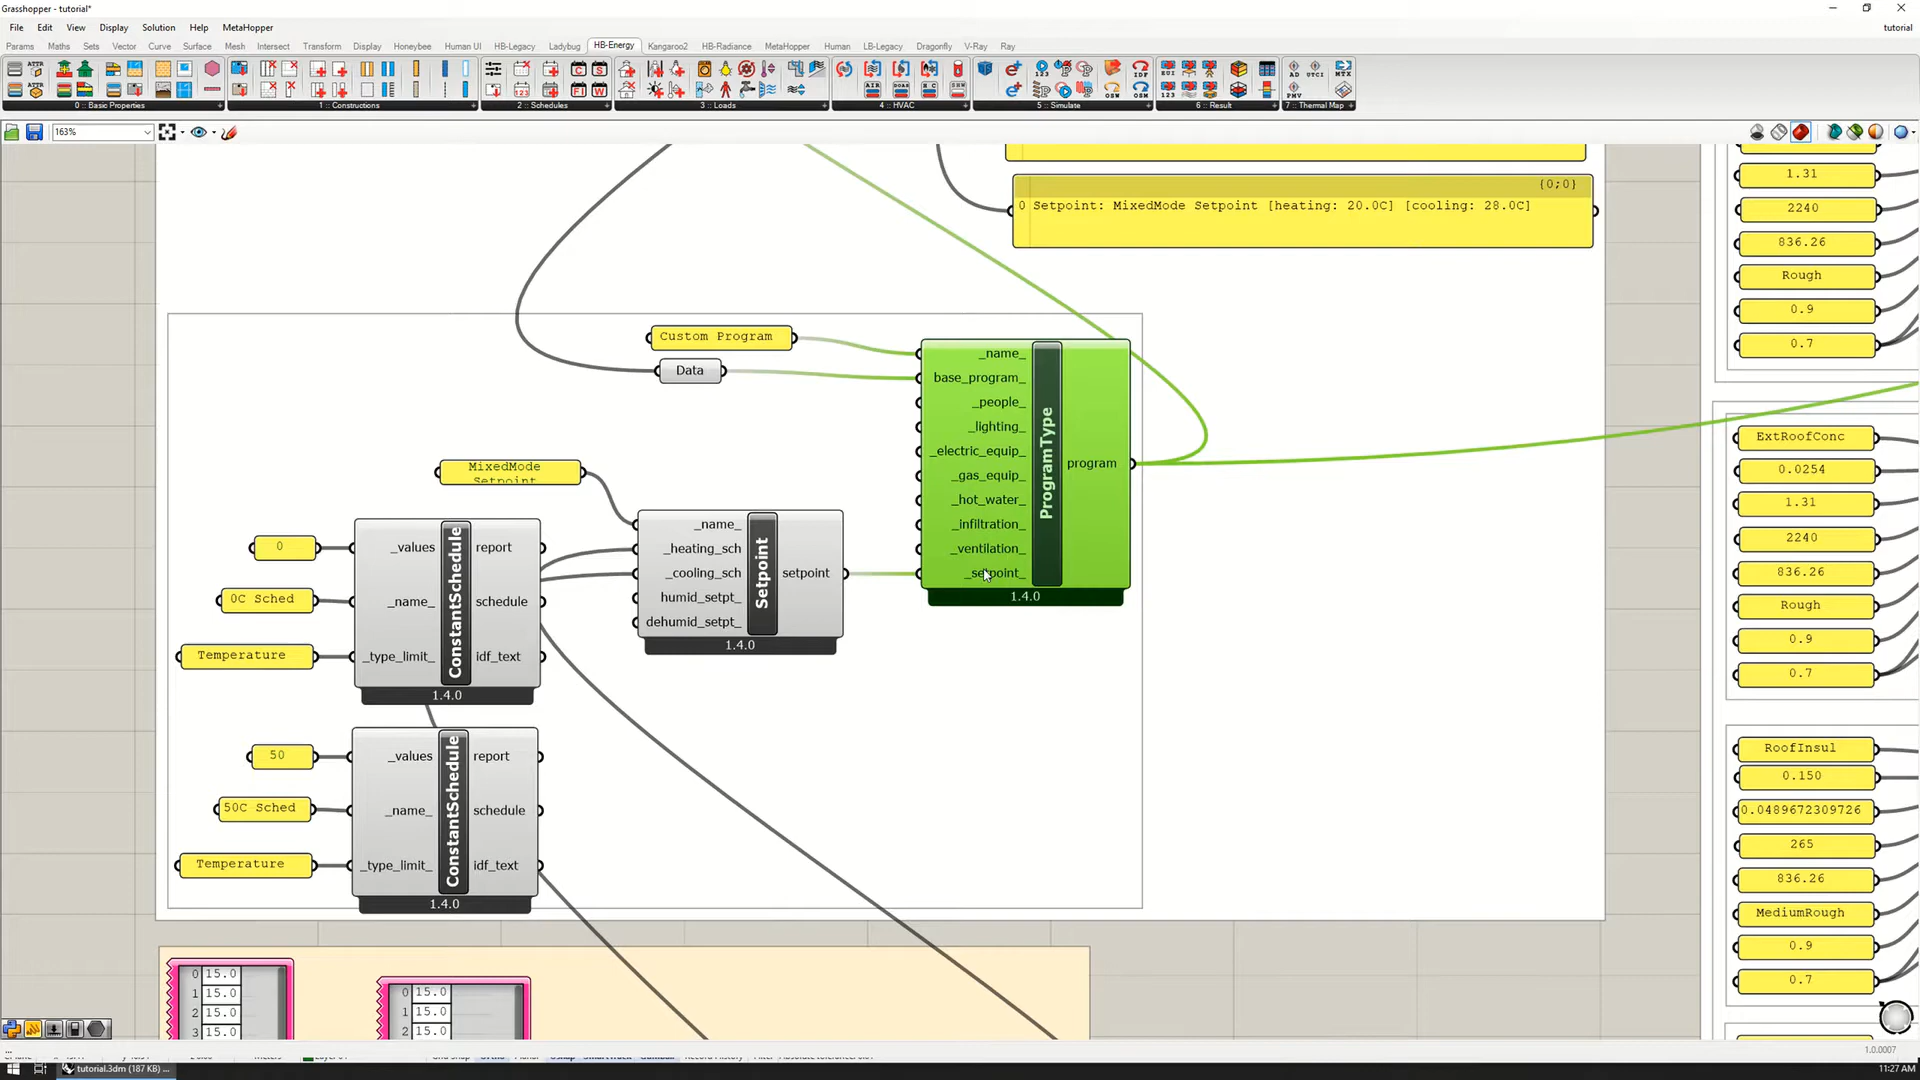 Grasshopper - tutorial*
File Edit View Display Solution Help MetaHopper
tutorial
Params Maths Sets Vector Curve Surface Mesh Intersect Transform Display Honeybee Human UI HB-Legacy Ladybug HB-Energy Kangaroo2 HB-Radiance MetaHopper Human LB-Legacy Dragonfly V-Ray Ray
0 :: Basic Properties
1 :: Constructions
2 :: Schedules
3 :: Loads
4 :: HVAC
5 :: Simulate
6 :: Result
7 :: Thermal Map
163%
{0;0}
0 Setpoint: MixedMode Setpoint [heating: 20.0C] [cooling: 28.0C]
Custom Program
Data
_name_
base_program_
_people_
_lighting_
_electric_equip_
_gas_equip_
_hot_water_
_infiltration_
_ventilation_
_setpoint_
ProgramType
program
1.4.0
MixedMode
Setpoint
0
0C Sched
Temperature
_values
_name_
_type_limit_
ConstantSchedule
report
schedule
idf_text
1.4.0
_name_
_heating_sch
_cooling_sch
humid_setpt_
dehumid_setpt_
Setpoint
setpoint
1.4.0
50
50C Sched
Temperature
_values
_name_
_type_limit_
ConstantSchedule
report
schedule
idf_text
1.4.0
0 15.0
1 15.0
2 15.0
3 15.0
0 15.0
1 15.0
2 15.0
1.31
2240
836.26
Rough
0.9
0.7
ExtRoofConc
0.0254
1.31
2240
836.26
Rough
0.9
0.7
RoofInsul
0.150
0.0489672309726
265
836.26
MediumRough
0.9
0.7
1.0.0007
tutorial.3dm (187 KB) ...
11:27 AM